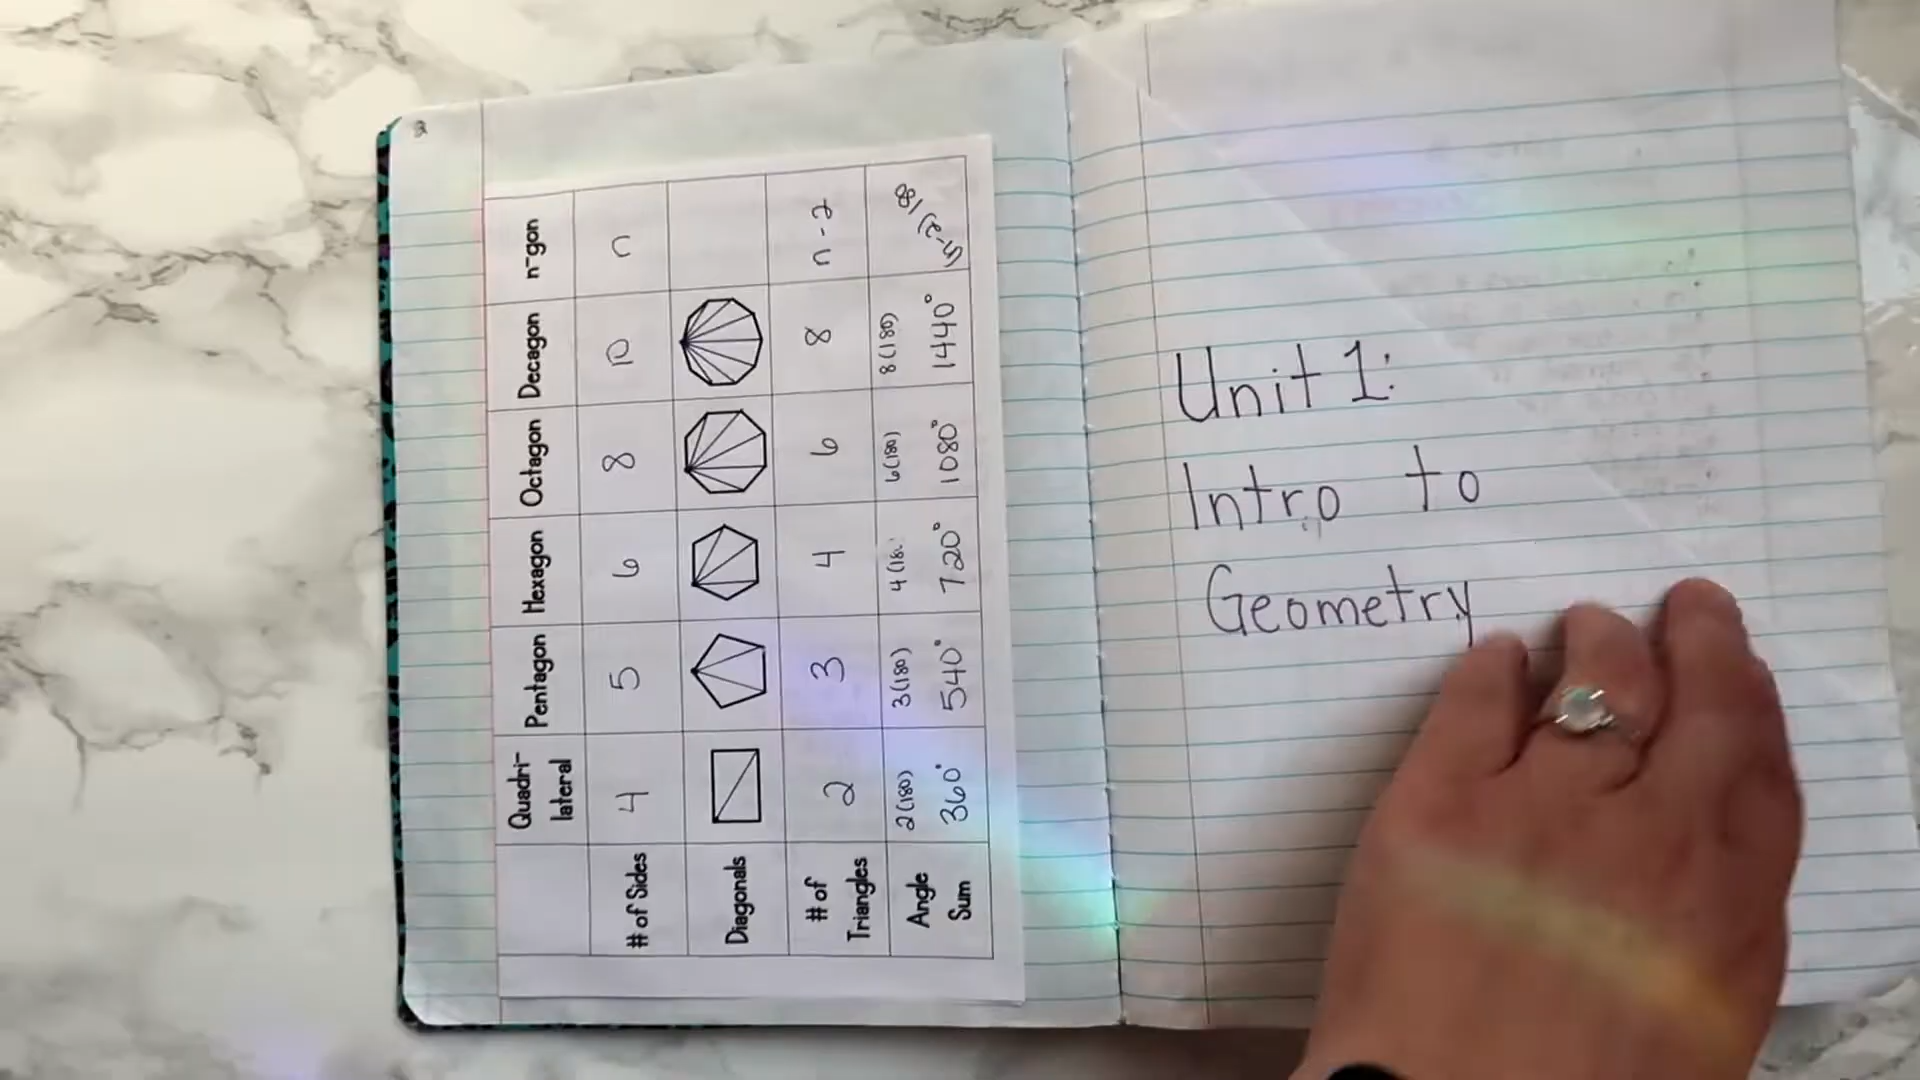 Quadri-
lateral Pentagon Hexagon Octagon Decagon n-gon
# of Sides 4 5 6 8 10 n
Diagonals
# of
Triangles 2 3 4 6 8 n-2
Angle
Sum
2(180) 3(180) 4(18 6(180) 8(180) (n-2)180
360° 540° 720° 1080° 1440°
Unit 1:
Intro to
Geometry